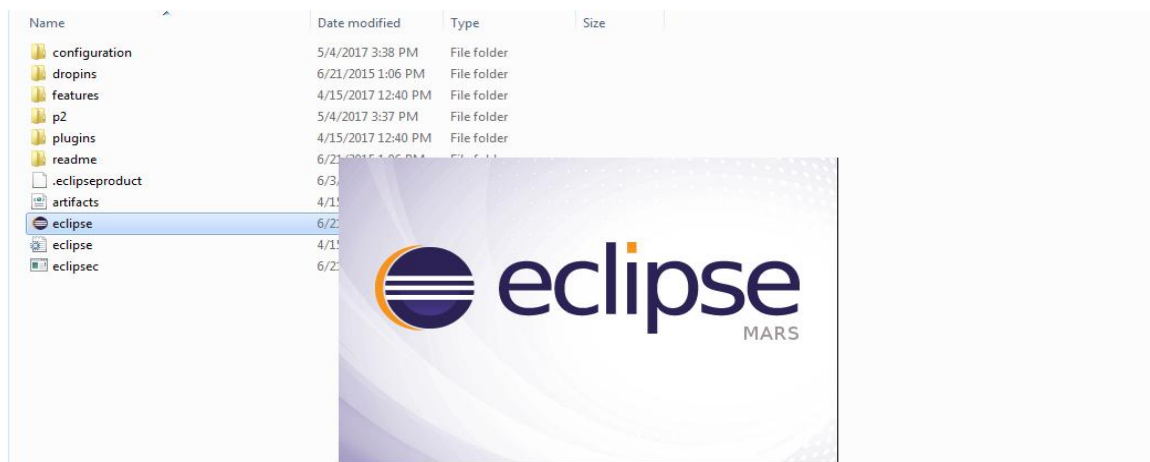 Name Date modified Type Size
configuration 5/4/2017 3:38 PM File folder
dropins 6/21/2015 1:06 PM File folder
features 4/15/2017 12:40 PM File folder
p2 5/4/2017 3:37 PM File folder
plugins 4/15/2017 12:40 PM File folder
readme
.eclipseproduct 6/3/
artifacts
eclipse
eclipse
eclipsec
eclipse
MARS